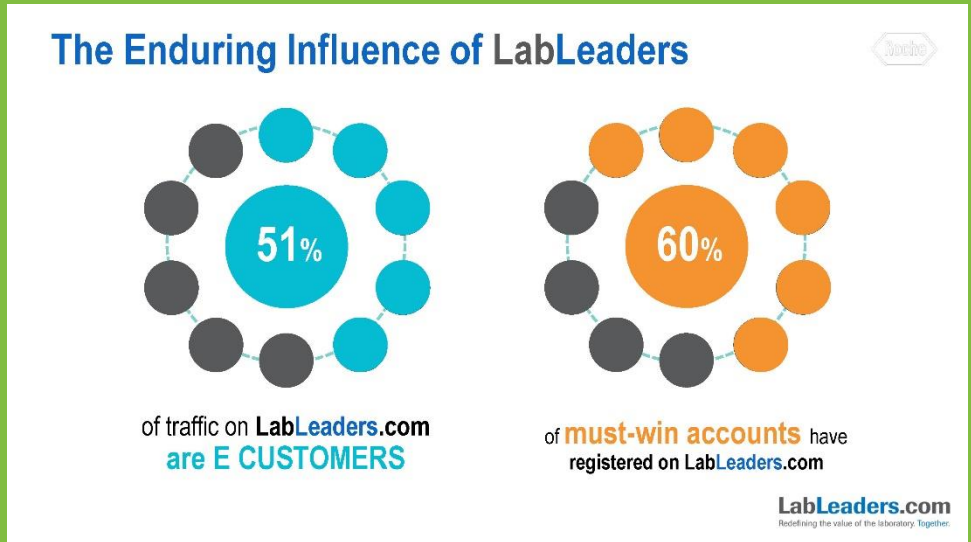 The Enduring Influence of LabLeaders
Roche
51%
of traffic on LabLeaders.com
are E CUSTOMERS
60%
of must-win accounts have
registered on LabLeaders.com
LabLeaders.com
Redefining the value of the laboratory. Together.